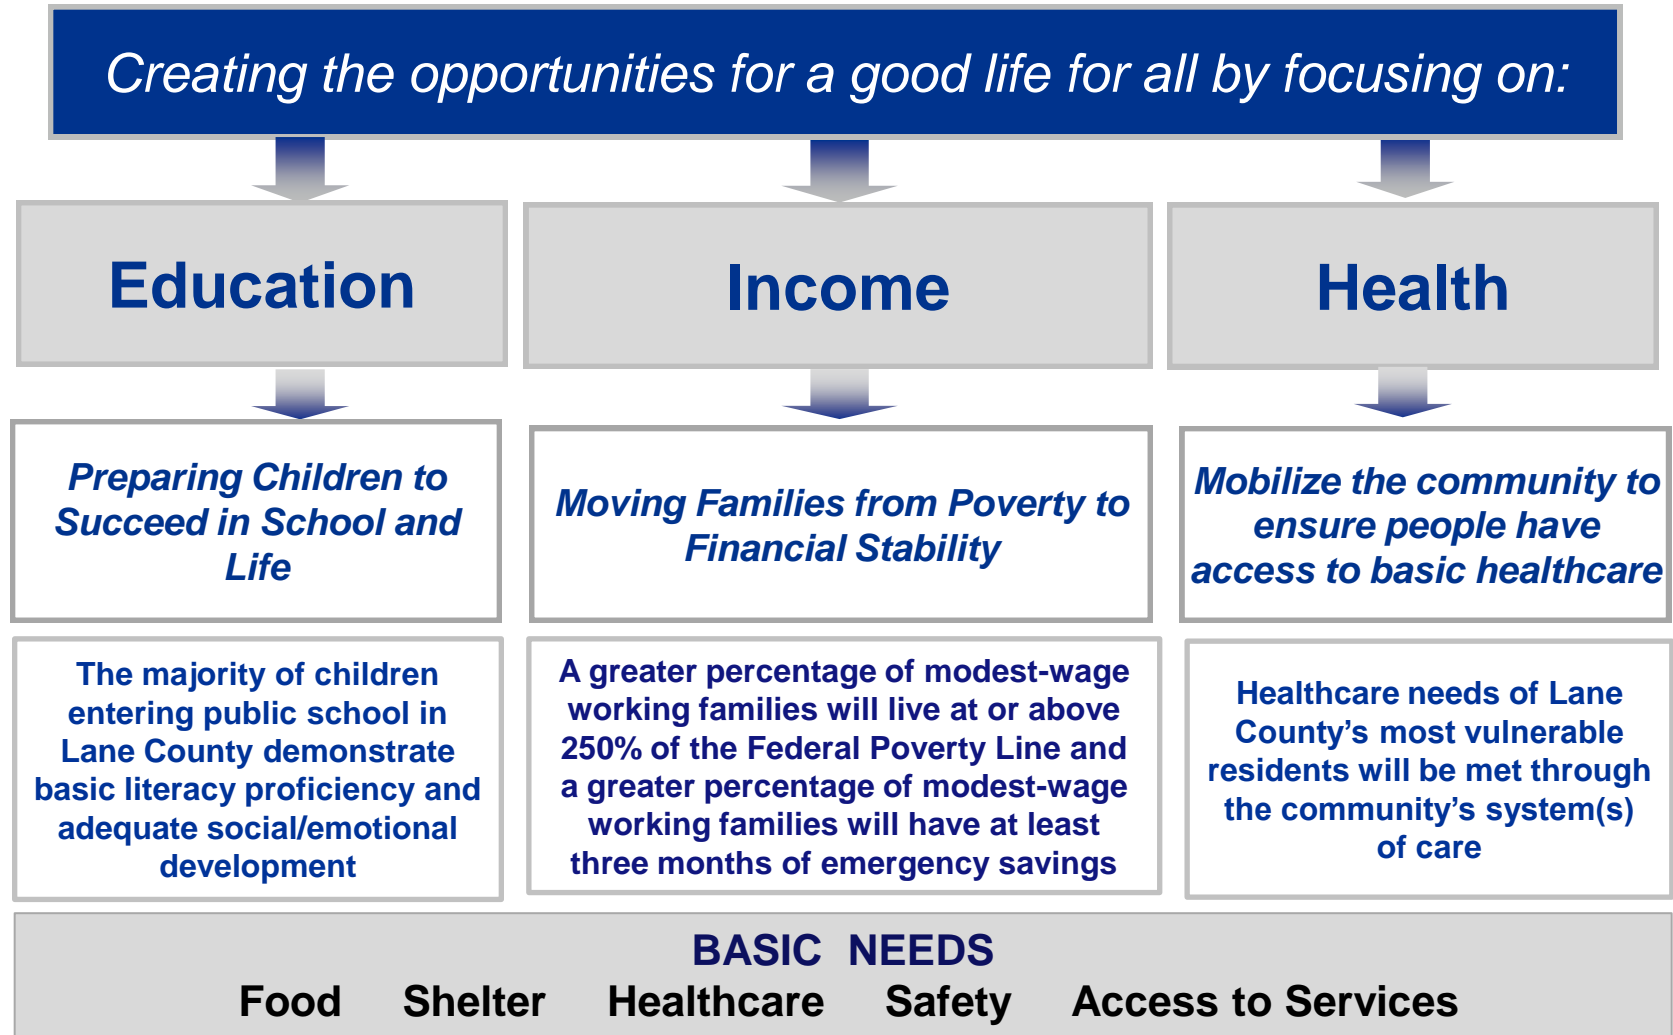 Creating the opportunities for a good life for all by focusing on:
Education
Income
Health
Preparing Children to
Succeed in School and
Life
Moving Families from Poverty to
Financial Stability
Mobilize the community to
ensure people have
access to basic healthcare
The majority of children
entering public school in
Lane County demonstrate
basic literacy proficiency and
adequate social/emotional
development
A greater percentage of modest-wage
working families will live at or above
250% of the Federal Poverty Line and
a greater percentage of modest-wage
working families will have at least
three months of emergency savings
Healthcare needs of Lane
County’s most vulnerable
residents will be met through
the community’s system(s)
of care
BASIC NEEDS
Food Shelter Healthcare Safety Access to Services